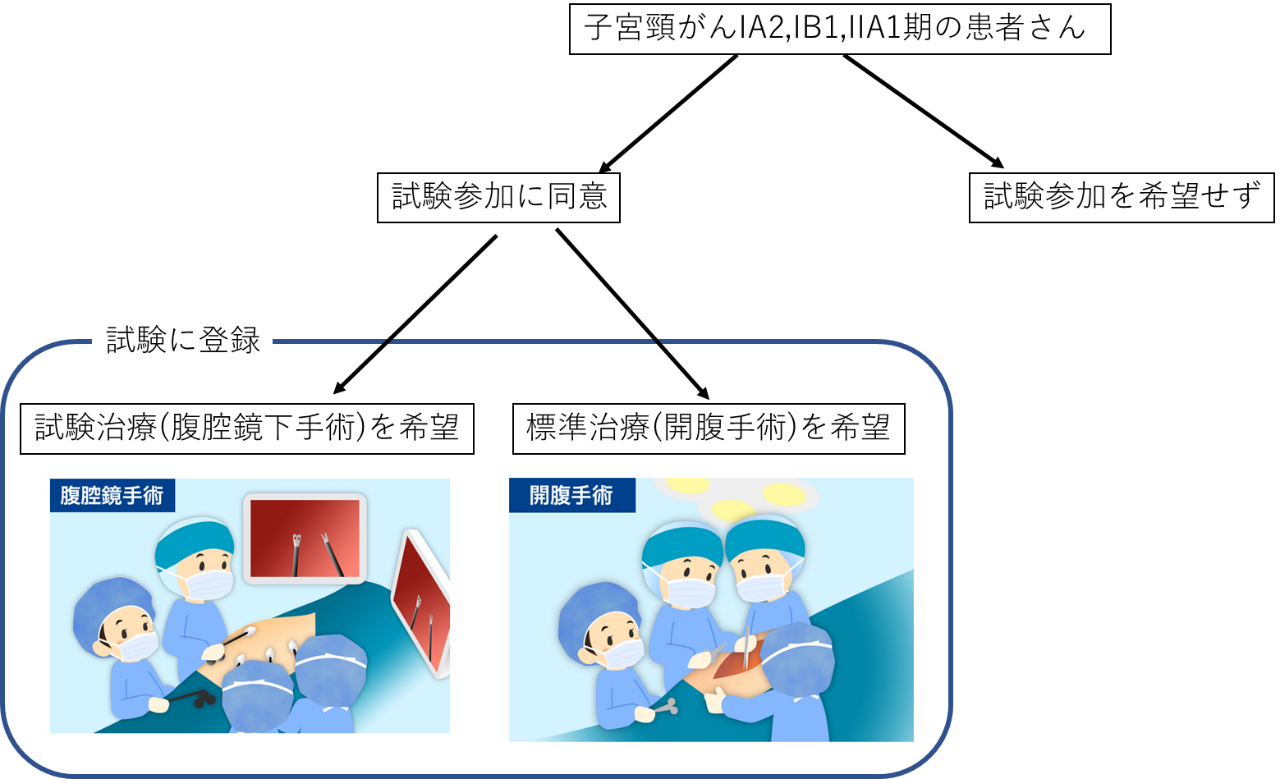 子宮頸がんIA2,IB1,IIA1期の患者さん
試験参加に同意
試験参加を希望せず
試験に登録
試験治療(腹腔鏡下手術)を希望
標準治療(開腹手術)を希望
腹腔鏡手術
開腹手術